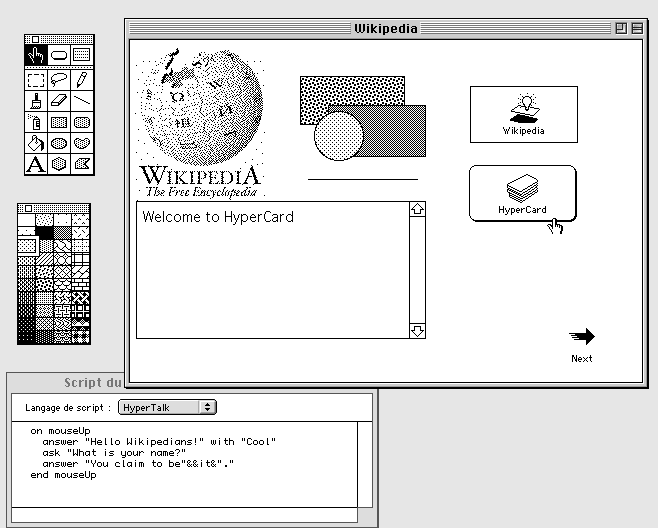 Wikipedia
WIKIPEDIA
The Free Encyclopedia
Wikipedia
HyperCard
Welcome to HyperCard
Next
A
Script du
Langage de script : HyperTalk
on mouseUp
answer "Hello Wikipedians!" with "Cool"
ask "What is your name?"
answer "You claim to be"&&it&"."
end mouseUp